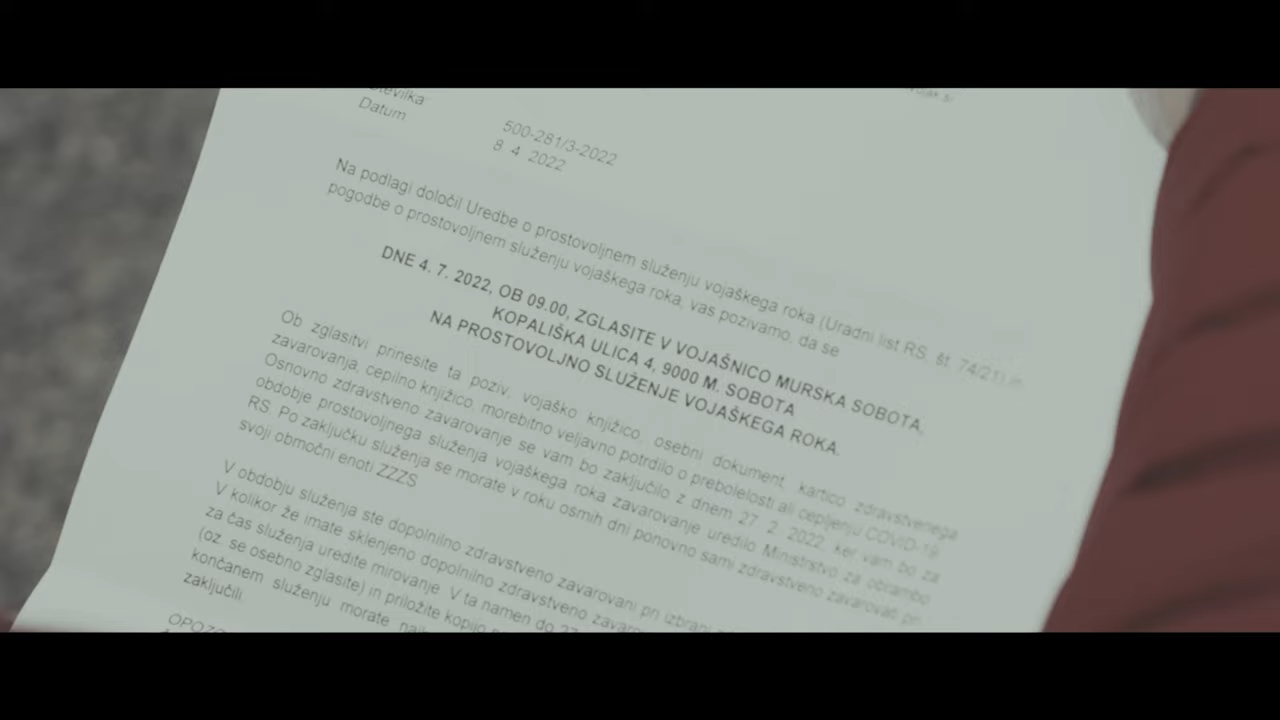 Številka
Datum
500-281/3-2022
8 4 2022
Na podlagi določil Uredbe o prostovoljnem služenju vojaškega roka (Uradni list RS, št. 74/21) in
pogodbe o prostovoljnem služenju vojaškega roka, vas pozivamo, da se
DNE 4. 7. 2022, OB 09.00, ZGLASITE V VOJAŠNICO MURSKA SOBOTA,
KOPALIŠKA ULICA 4, 9000 M. SOBOTA
NA PROSTOVOLJNO SLUŽENJE VOJAŠKEGA ROKA.
Ob zglasitvi prinesite ta poziv, vojaško knjižico, osebni dokument, kartico zdravstvenega
zavarovanja, cepilno knjižico, morebitno veljavno potrdilo o prebolelosti ali cepljenju COVID-19
Osnovno zdravstveno zavarovanje se vam bo zaključilo z dnem 27 2 2022, ker vam bo za
obdobje prostovoljnega služenja vojaškega roka zavarovanje uredilo Ministrstvo za obrambo
RS. Po zaključku služenja se morate v roku osmih dni ponovno sami zdravstveno zavarovati pri
svoji območni enoti ZZZS
V obdobju služenja ste dopolnilno zdravstveno zavarovani pri izbrani
V kolikor že imate sklenjeno dopolnilno zdravstveno
za čas služenja uredite mirovanje. V ta namen do
(oz. se osebno zglasite) in priložite kopijo
končanem služenju morate
zaključili.